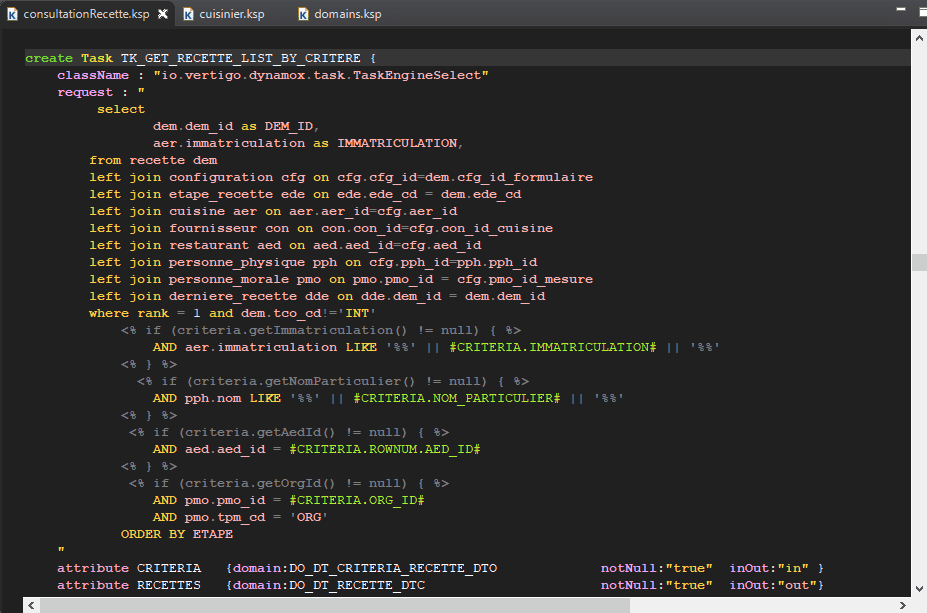 consultationRecette.ksp cuisinier.ksp domains.ksp
create Task TK_GET_RECETTE_LIST_BY_CRITERE {
className : "io.vertigo.dynamox.task.TaskEngineSelect"
request : "
select
dem.dem_id as DEM_ID,
aer.immatriculation as IMMATRICULATION,
from recette dem
left join configuration cfg on cfg.cfg_id=dem.cfg_id_formulaire
left join etape_recette ede on ede.ede_cd = dem.ede_cd
left join cuisine aer on aer.aer_id=cfg.aer_id
left join fournisseur con on con.con_id=cfg.con_id_cuisine
left join restaurant aed on aed.aed_id=cfg.aed_id
left join personne_physique pph on cfg.pph_id=pph.pph_id
left join personne_morale pmo on pmo.pmo_id = cfg.pmo_id_mesure
left join derniere_recette dde on dde.dem_id = dem.dem_id
where rank = 1 and dem.tco_cd!='INT'
<% if (criteria.getImmatriculation() != null) { %>
AND aer.immatriculation LIKE '%%' || #CRITERIA.IMMATRICULATION# || '%%'
<% } %>
<% if (criteria.getNomParticulier() != null) { %>
AND pph.nom LIKE '%%' || #CRITERIA.NOM_PARTICULIER# || '%%'
<% } %>
<% if (criteria.getAedId() != null) { %>
AND aed.aed_id = #CRITERIA.ROWNUM.AED_ID#
<% } %>
<% if (criteria.getOrgId() != null) { %>
AND pmo.pmo_id = #CRITERIA.ORG_ID#
AND pmo.tpm_cd = 'ORG'
ORDER BY ETAPE
"
attribute CRITERIA {domain:DO_DT_CRITERIA_RECETTE_DTO notNull:"true" inOut:"in" }
attribute RECETTES {domain:DO_DT_RECETTE_DTC notNull:"true" inOut:"out"}